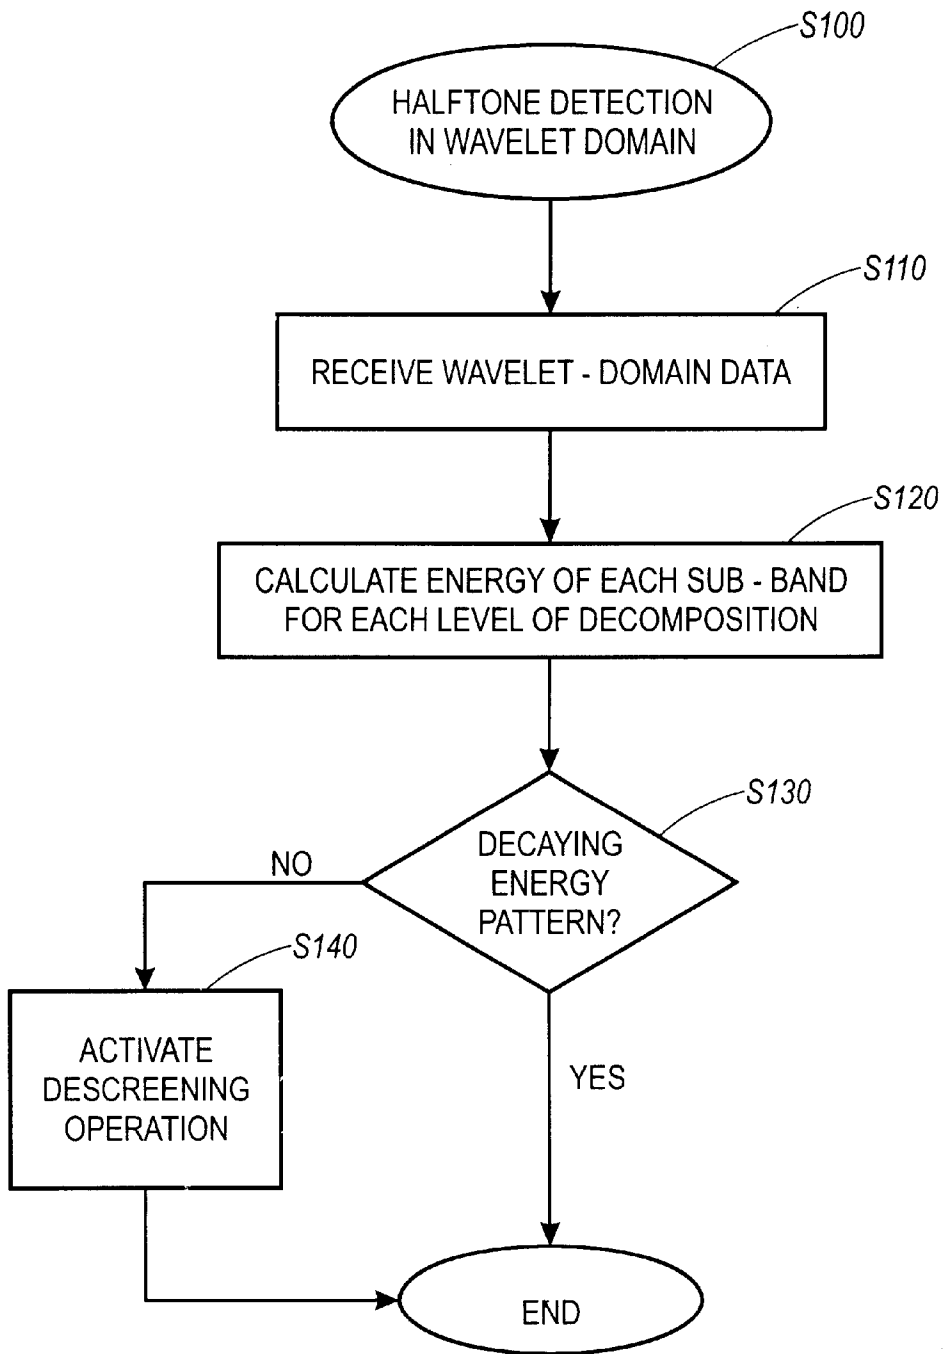 S100
HALFTONE DETECTION
IN WAVELET DOMAIN
S110
RECEIVE WAVELET - DOMAIN DATA
S120
CALCULATE ENERGY OF EACH SUB - BAND
FOR EACH LEVEL OF DECOMPOSITION
S130
DECAYING
ENERGY
PATTERN?
NO
S140
ACTIVATE
DESCREENING
OPERATION
YES
END